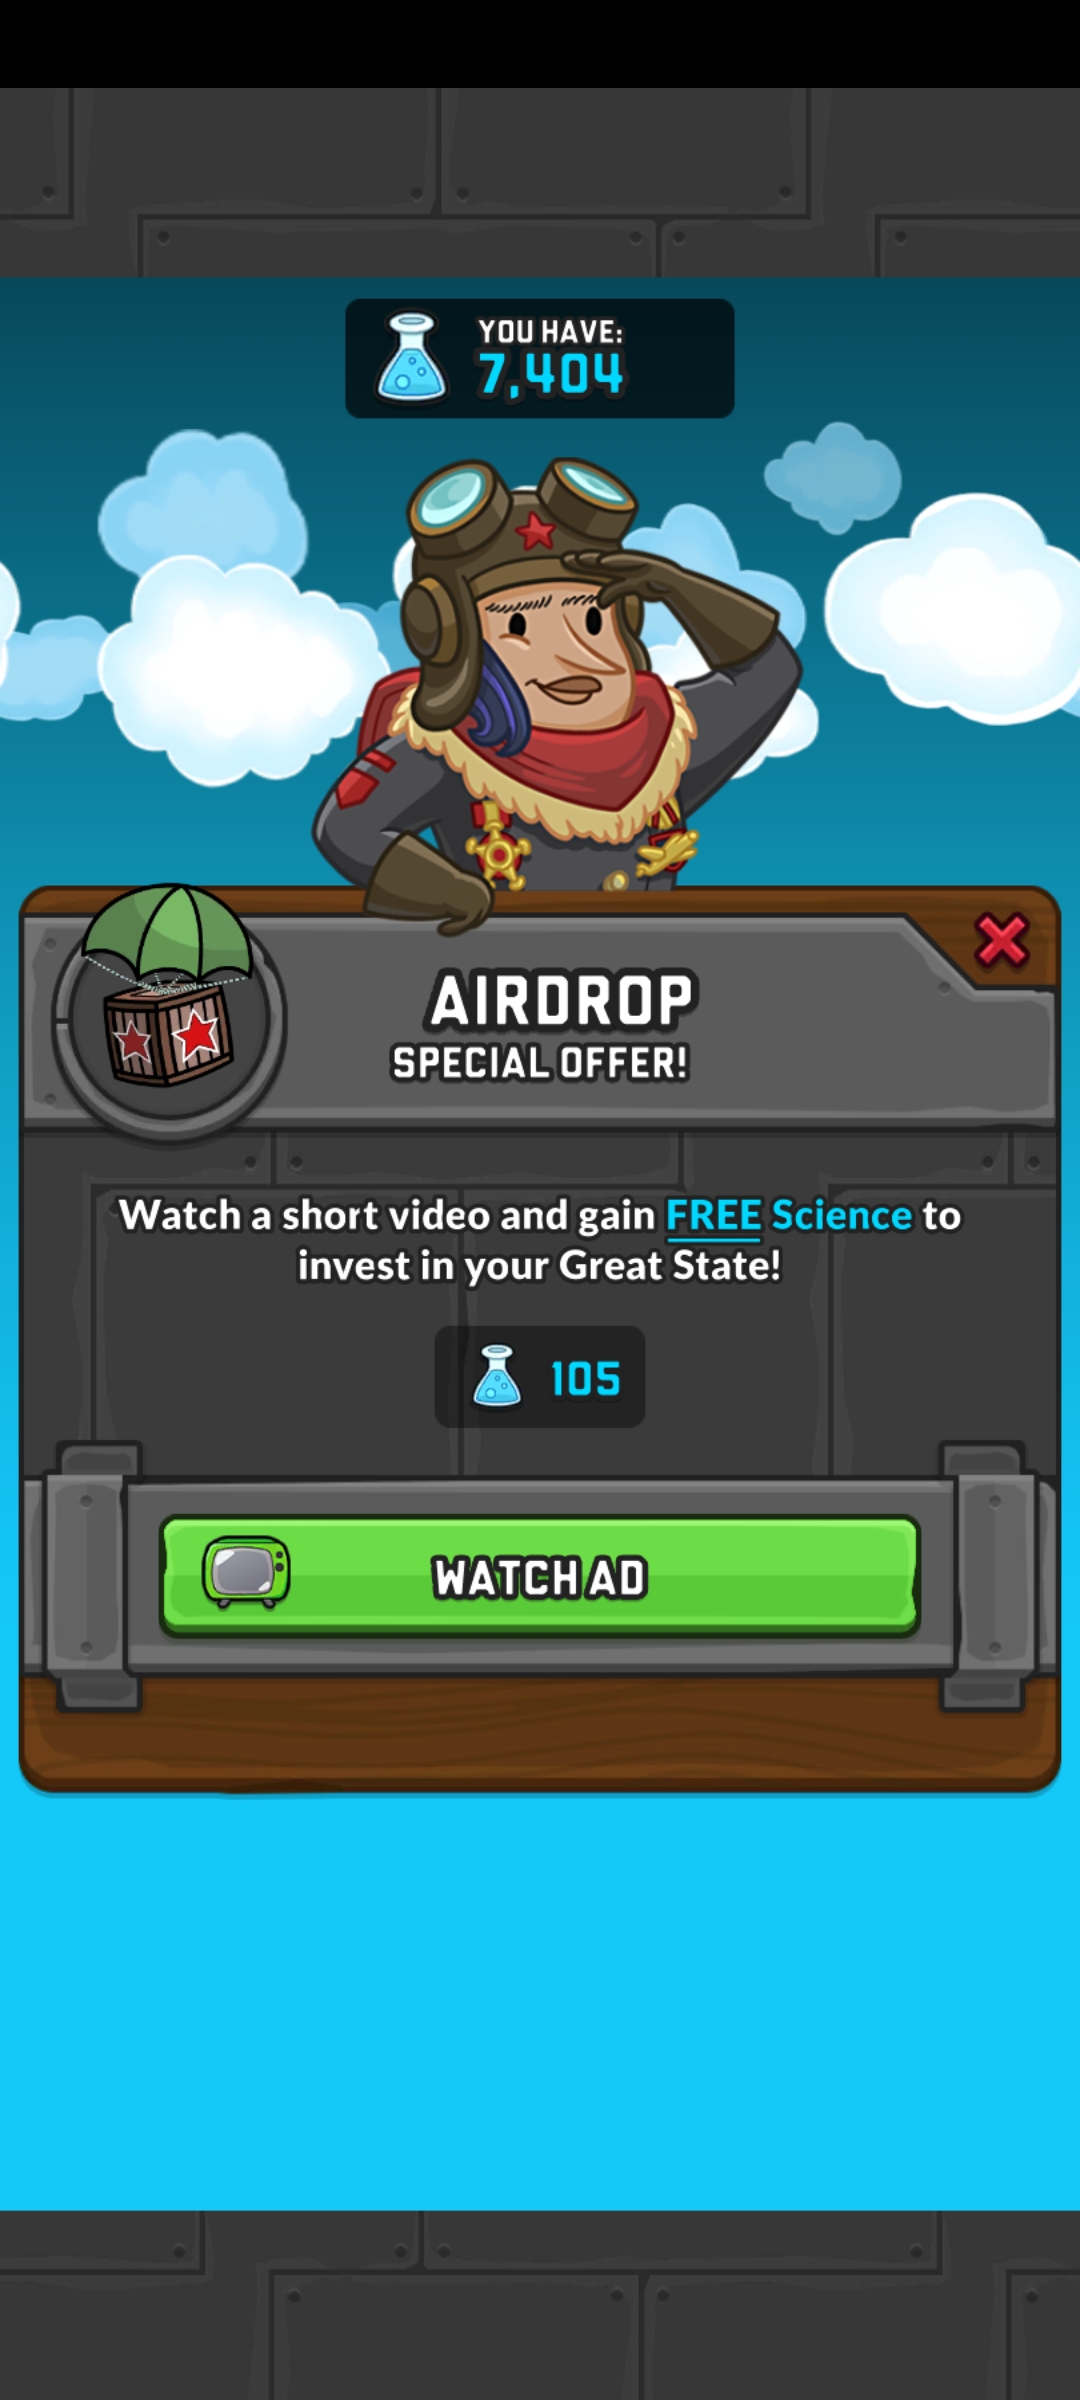 YOU HAVE:
7,404
AIRDROP
SPECIAL OFFER!
Watch a short video and gain FREE Science to
invest in your Great State!
105
WATCH AD